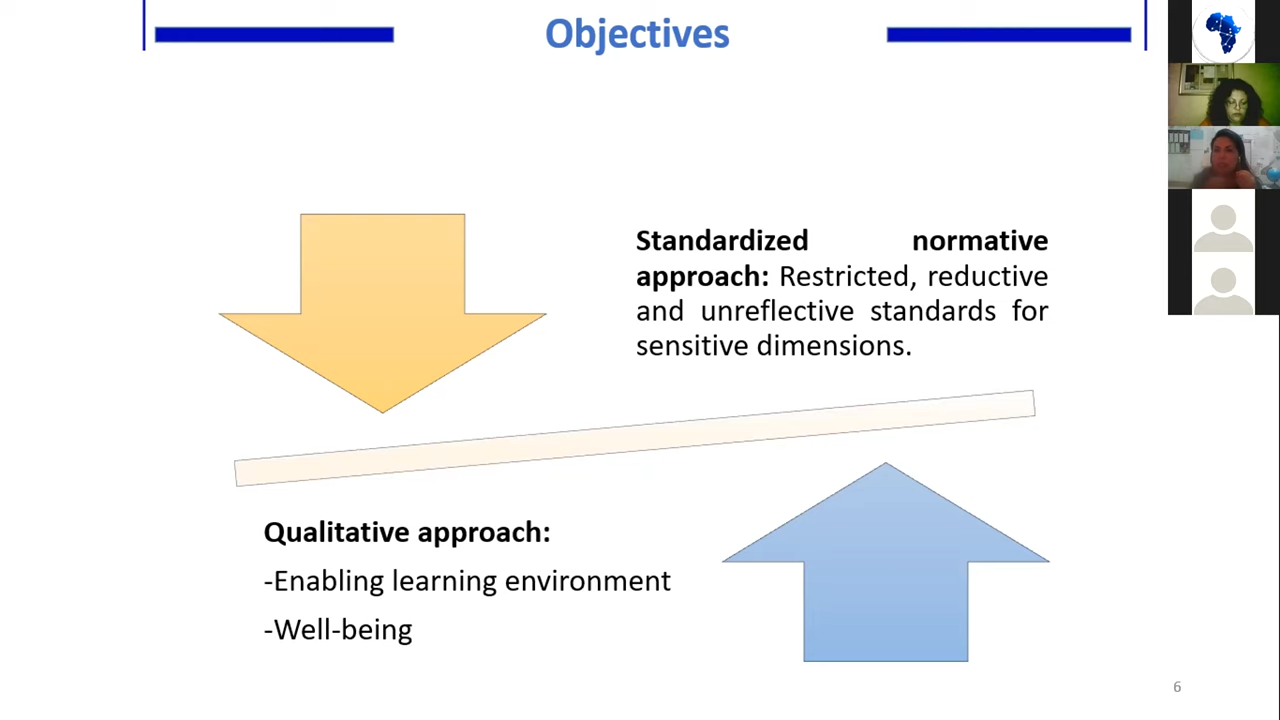 Objectives
Standardized normative
approach: Restricted, reductive
and unreflective standards for
sensitive dimensions.
Qualitative approach:
-Enabling learning environment
-Well-being
6